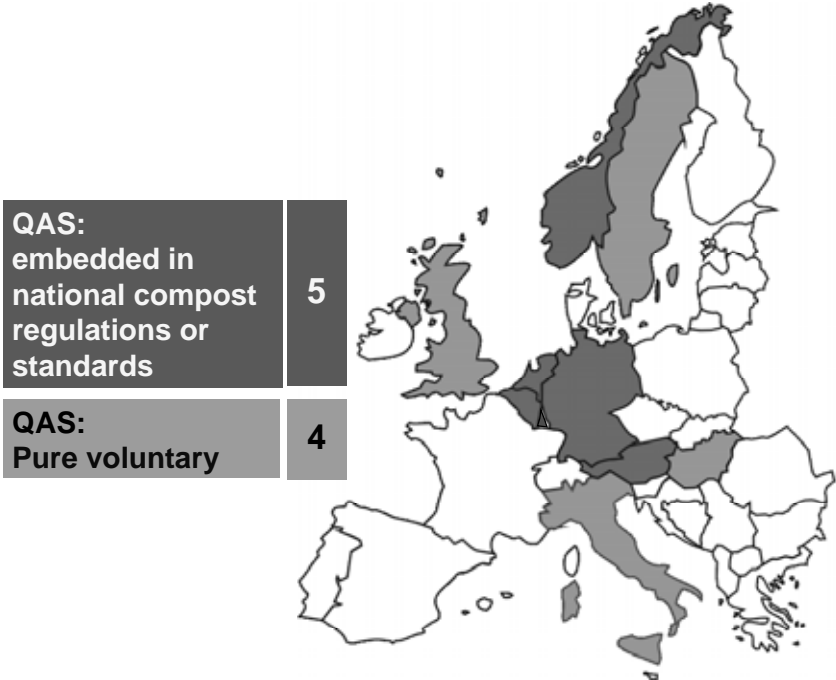 QAS:
embedded in
national compost
regulations or
standards
5
QAS:
Pure voluntary
4